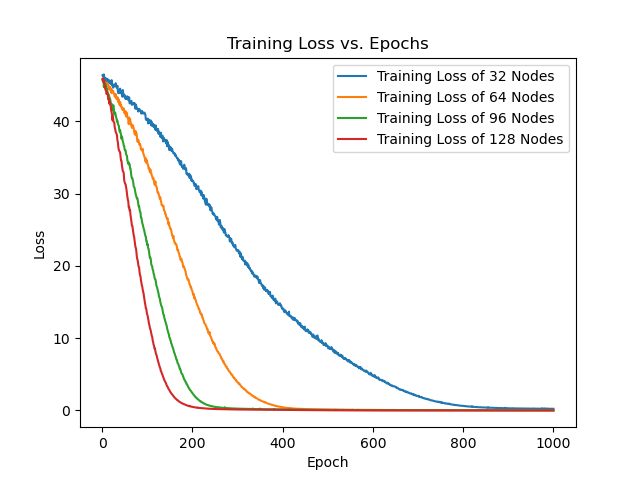 Training Loss vs. Epochs
Training Loss of 32 Nodes
Training Loss of 64 Nodes
Training Loss of 96 Nodes
Training Loss of 128 Nodes
Loss
40
30
20
10
0
0 200 400 600 800 1000
Epoch